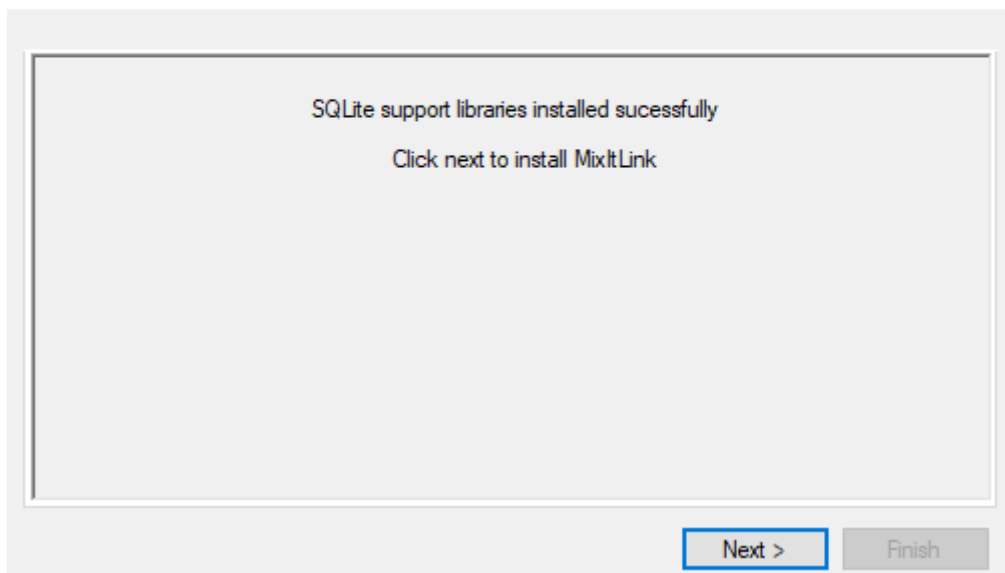 SQLite support libraries installed sucessfully
Click next to install MixItLink
Next >
Finish